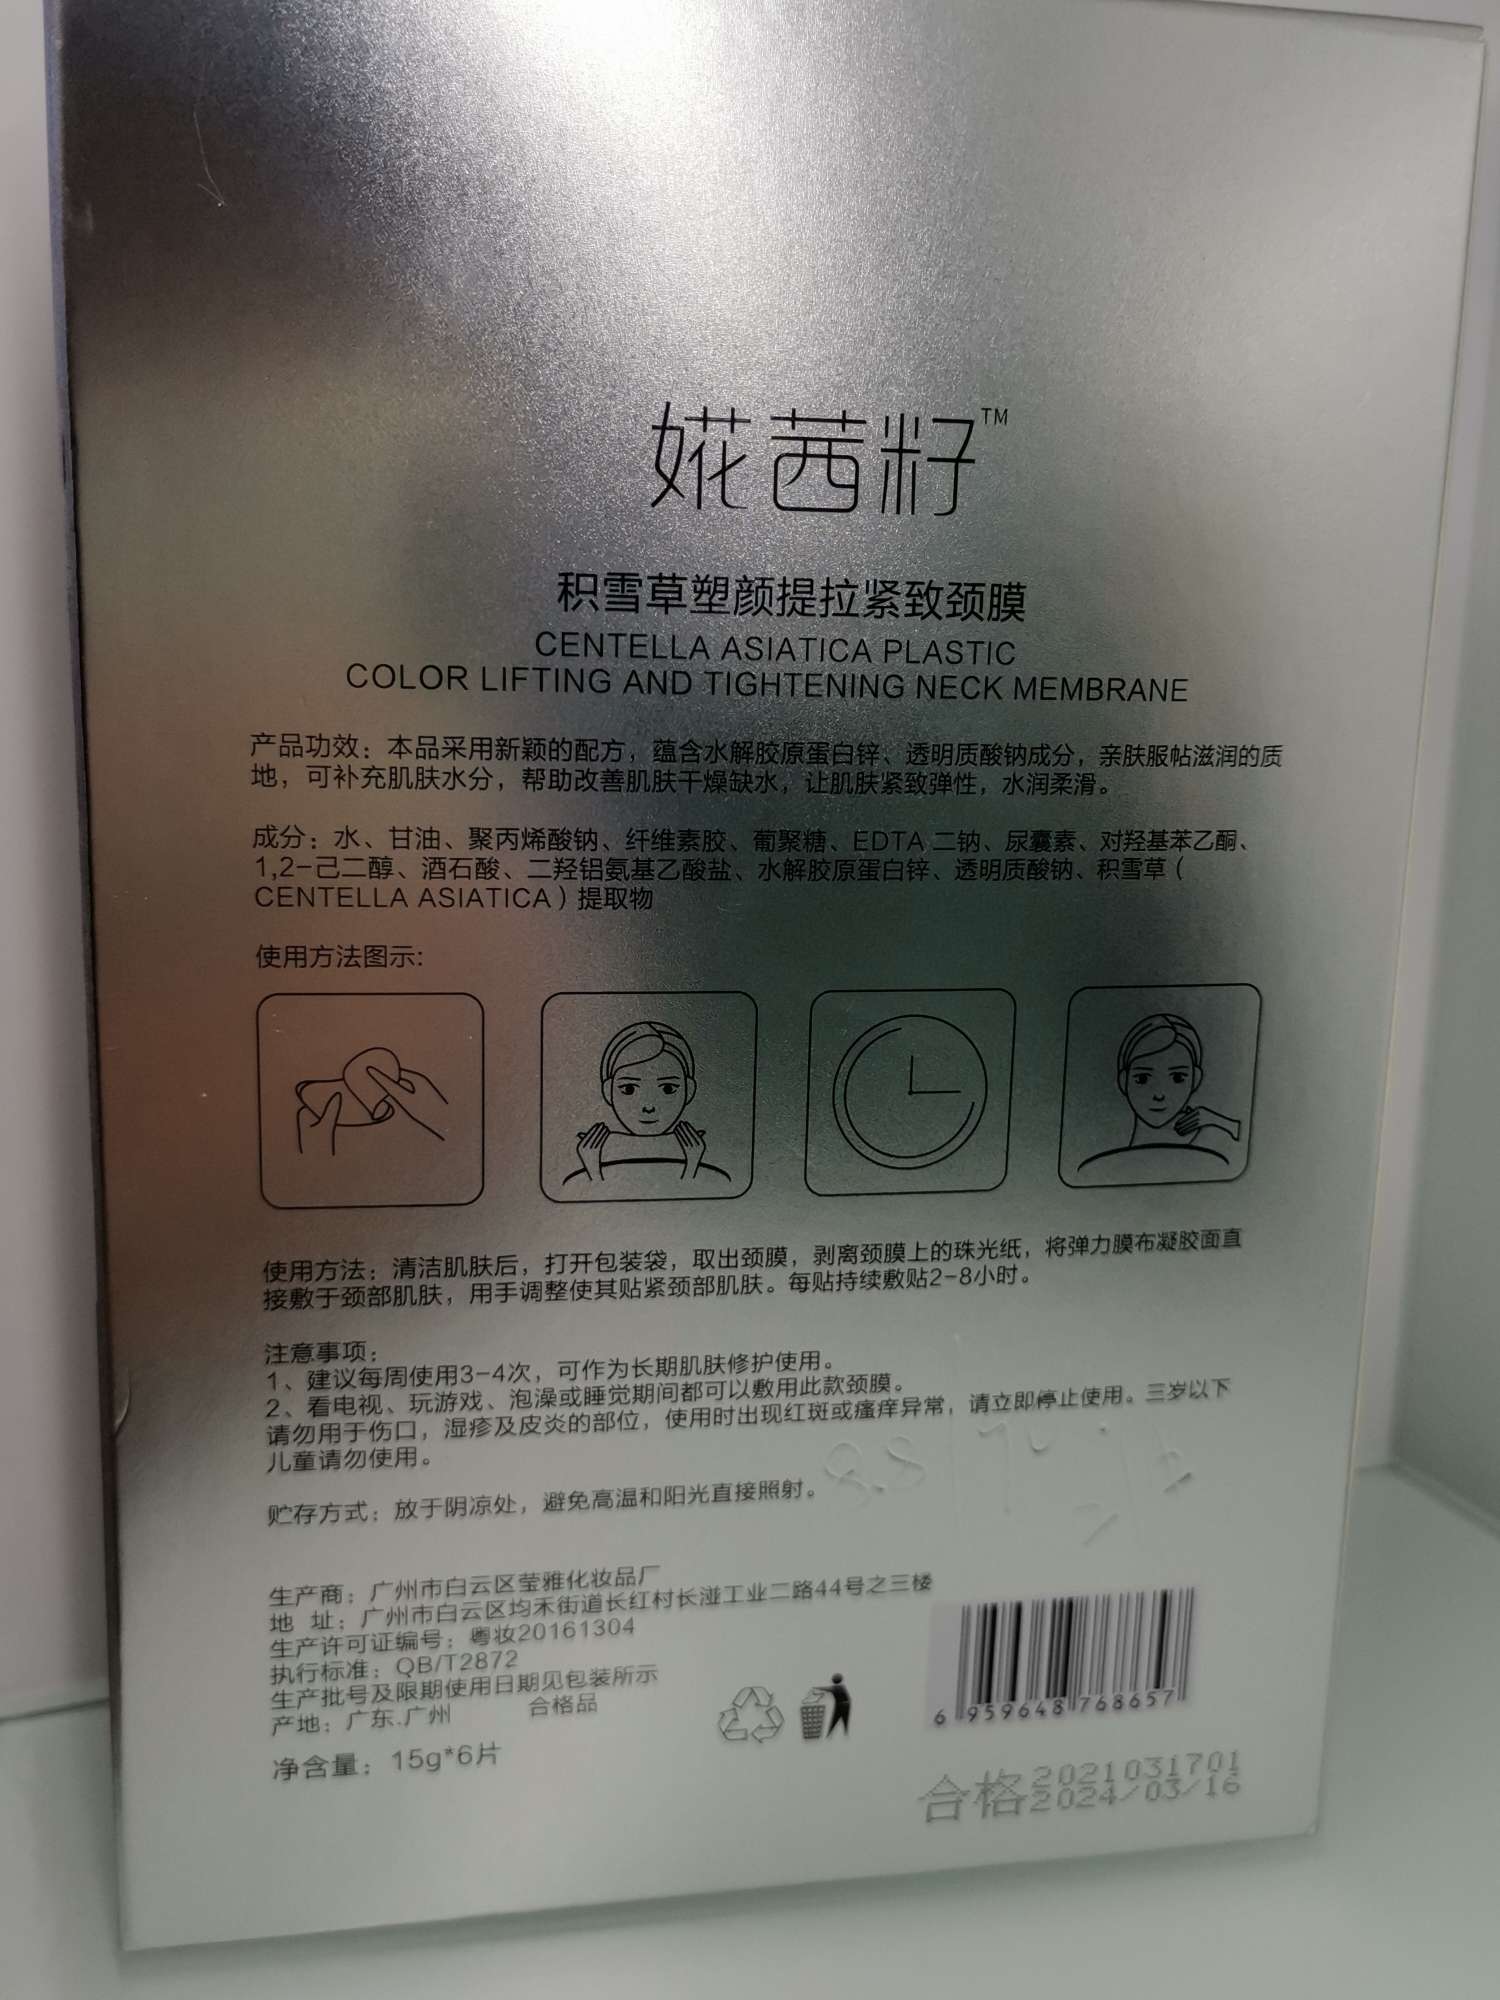 婲茜籽™
积雪草塑颜提拉紧致颈膜
CENTELLA ASIATICA PLASTIC
COLOR LIFTING AND TIGHTENING NECK MEMBRANE
产品功效：本品采用新颖的配方，蕴含水解胶原蛋白锌、透明质酸钠成分，亲肤服帖滋润的质
地，可补充肌肤水分，帮助改善肌肤干燥缺水，让肌肤紧致弹性，水润柔滑。
成分：水、甘油、聚丙烯酸钠、纤维素胶、葡聚糖、EDTA 二钠、尿囊素、对羟基苯乙酮、
1,2-己二醇、酒石酸、二羟铝氨基乙酸盐、水解胶原蛋白锌、透明质酸钠、积雪草（
CENTELLA ASIATICA）提取物
使用方法图示:
使用方法：清洁肌肤后，打开包装袋，取出颈膜，剥离颈膜上的珠光纸，将弹力膜布凝胶面直
接敷于颈部肌肤，用手调整使其贴紧颈部肌肤。每贴持续敷贴2-8小时。
注意事项：
1、建议每周使用3-4次，可作为长期肌肤修护使用。
2、看电视、玩游戏、泡澡或睡觉期间都可以敷用此款颈膜。
请勿用于伤口，湿疹及皮炎的部位，使用时出现红斑或瘙痒异常，请立即停止使用。三岁以下
儿童请勿使用。
贮存方式：放于阴凉处，避免高温和阳光直接照射。
生产商：广州市白云区莹雅化妆品厂
地 址：广州市白云区均禾街道长红村长湴工业二路44号之三楼
生产许可证编号：粤妆20161304
执行标准：QB/T2872
生产批号及限期使用日期见包装所示
产地：广东.广州 合格品
净含量：15g*6片
6 959648 768657
合格 2021031701
2024/03/16